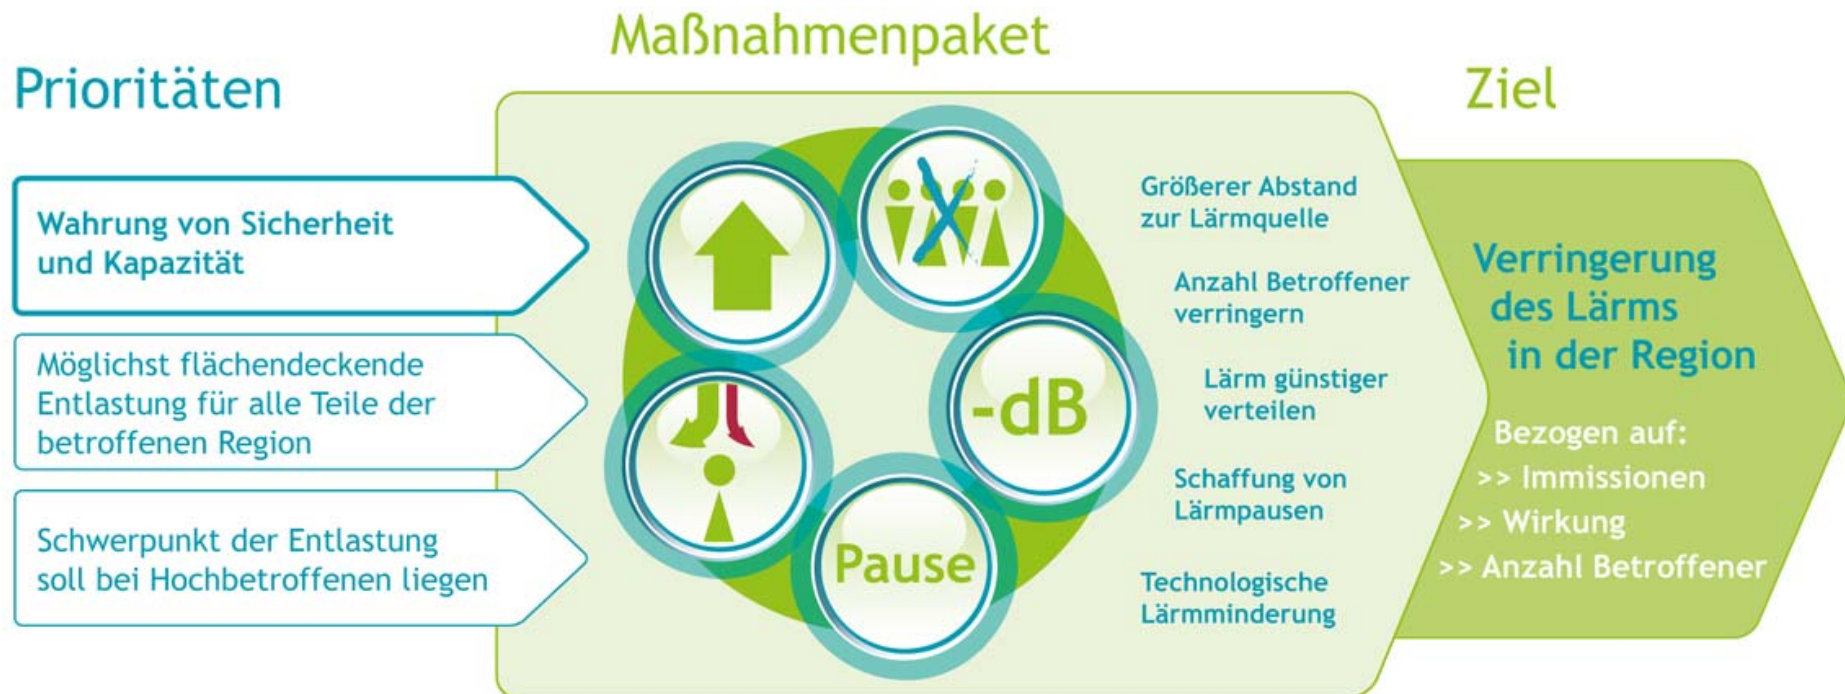 Prioritäten
Wahrung von Sicherheit
und Kapazität
Möglichst flächendeckende
Entlastung für alle Teile der
betroffenen Region
Schwerpunkt der Entlastung
soll bei Hochbetroffenen liegen
Maßnahmenpaket
-dB
Pause
Größerer Abstand
zur Lärmquelle
Anzahl Betroffener
verringern
Lärm günstiger
verteilen
Schaffung von
Lärmpausen
Technologische
Lärmminderung
Ziel
Verringerung
des Lärms
in der Region
Bezogen auf:
>> Immissionen
>> Wirkung
>> Anzahl Betroffener